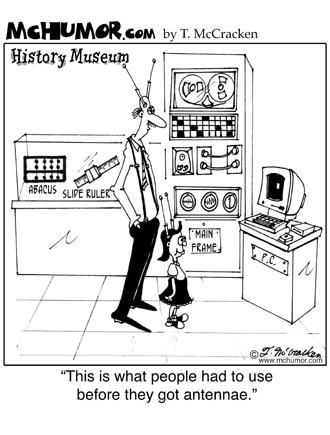 McHUMOR.com by T. McCracken
History Museum
ABACUS
SLIDE RULER
MAIN
FRAME
P.C.
© T. McCracken
www.mchumor.com
“This is what people had to use
before they got antennae.”